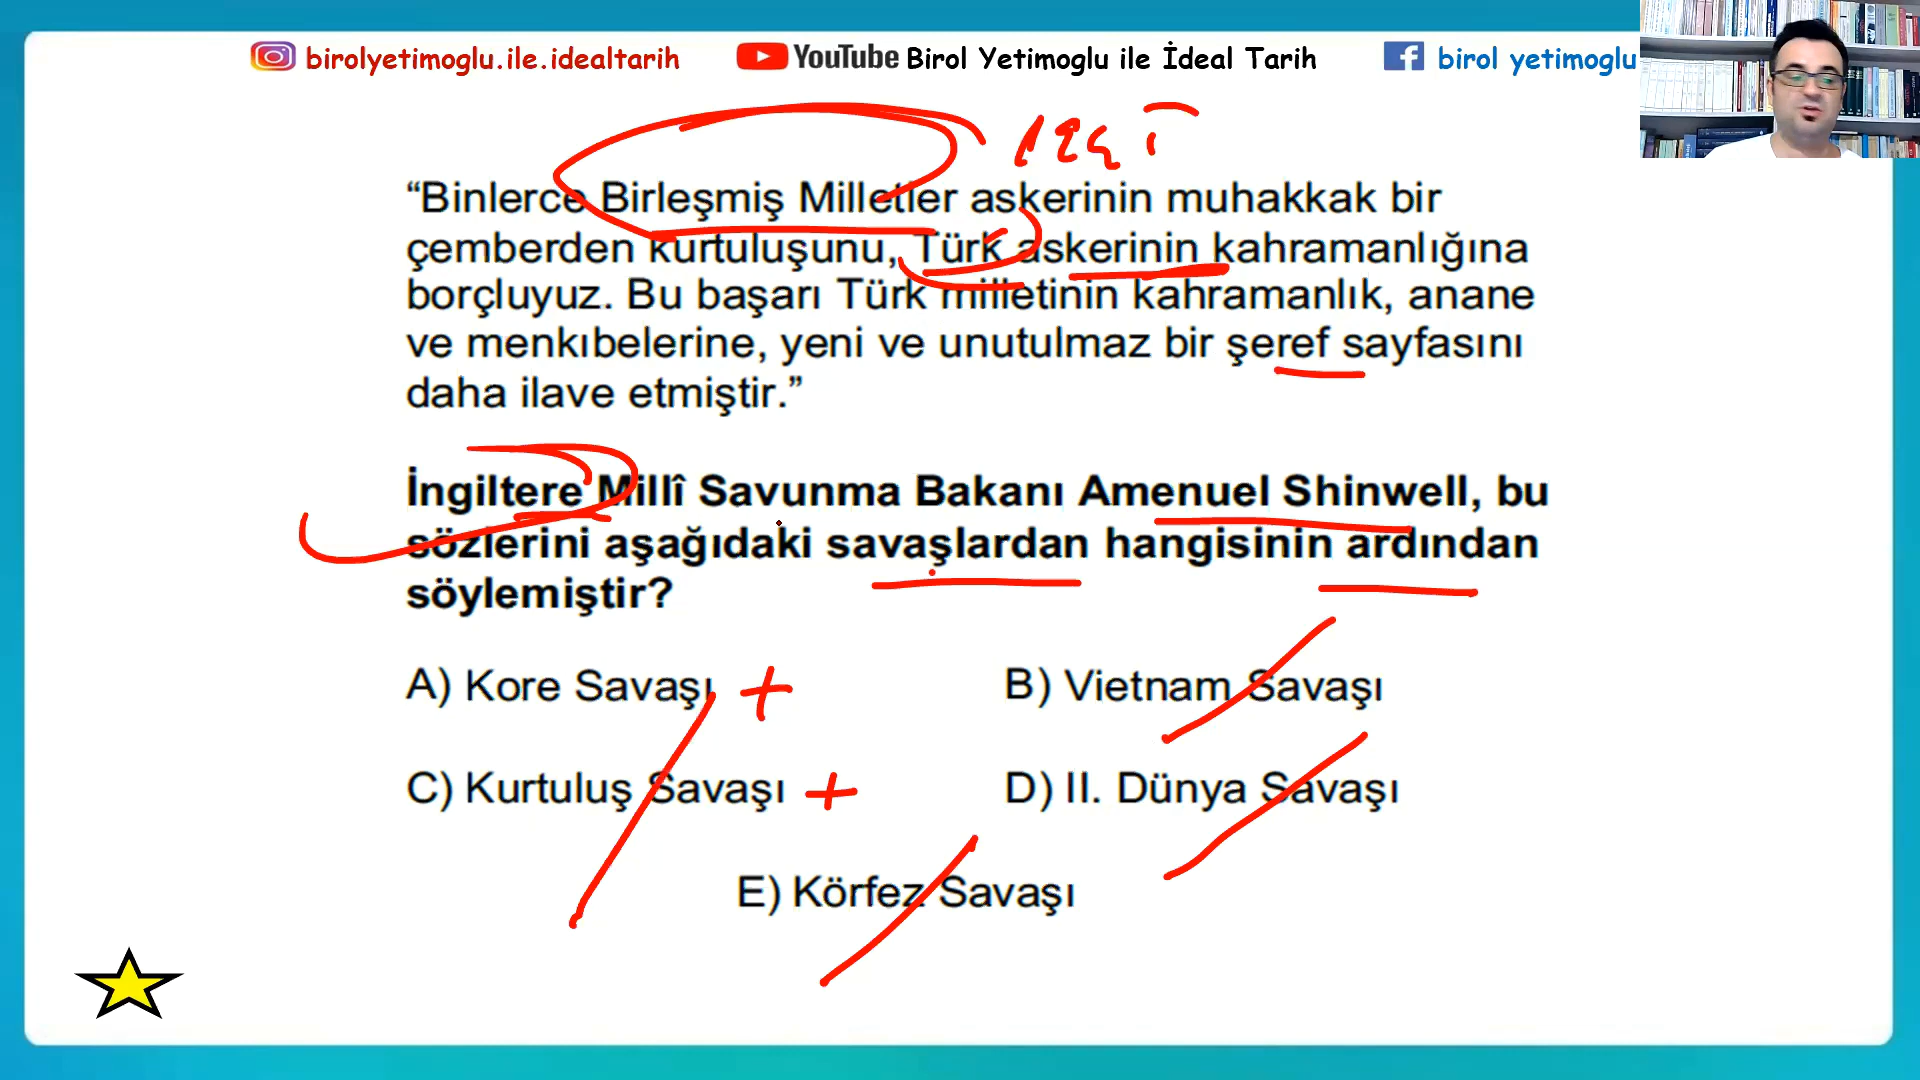 birolyetimoglu.ile.idealtarih YouTube Birol Yetimoglu ile İdeal Tarih birol yetimoglu
“Binlerce Birleşmiş Milletler askerinin muhakkak bir
çemberden kurtuluşunu, Türk askerinin kahramanlığına
borçluyuz. Bu başarı Türk milletinin kahramanlık, anane
ve menkıbelerine, yeni ve unutulmaz bir şeref sayfasını
daha ilave etmiştir.”
İngiltere Millî Savunma Bakanı Amenuel Shinwell, bu
sözlerini aşağıdaki savaşlardan hangisinin ardından
söylemiştir?
A) Kore Savaşı + B) Vietnam Savaşı
C) Kurtuluş Savaşı + D) II. Dünya Savaşı
E) Körfez Savaşı